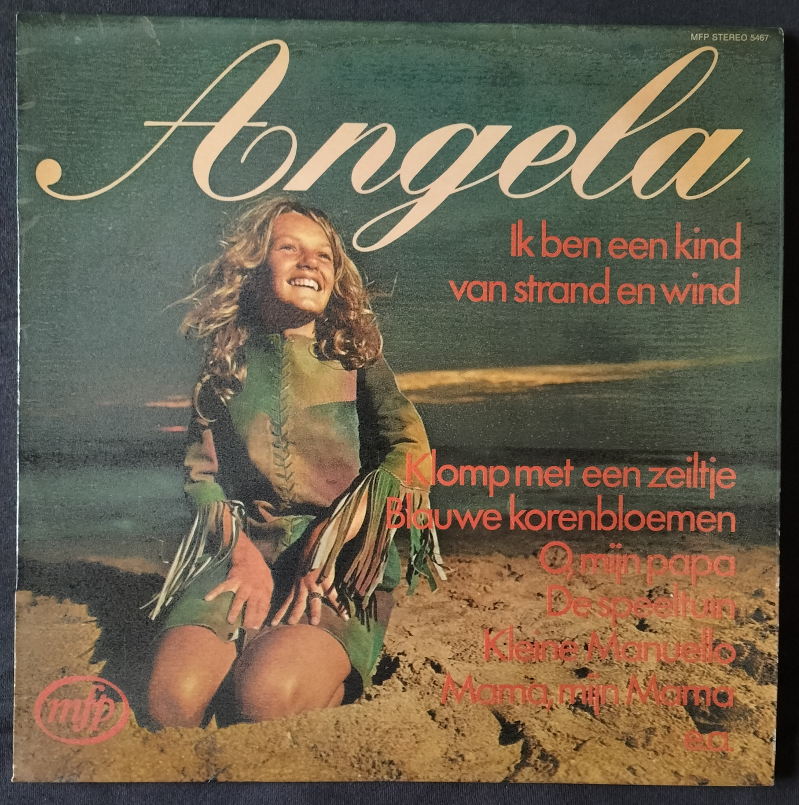 MFP STEREO 5467
Angela
Ik ben een kind
van strand en wind
Klomp met een zeiltje
Blauwe korenbloemen
O, mijn papa
De speeltuin
Kleine Manuello
Mama, mijn Mama
e.a.
mfp